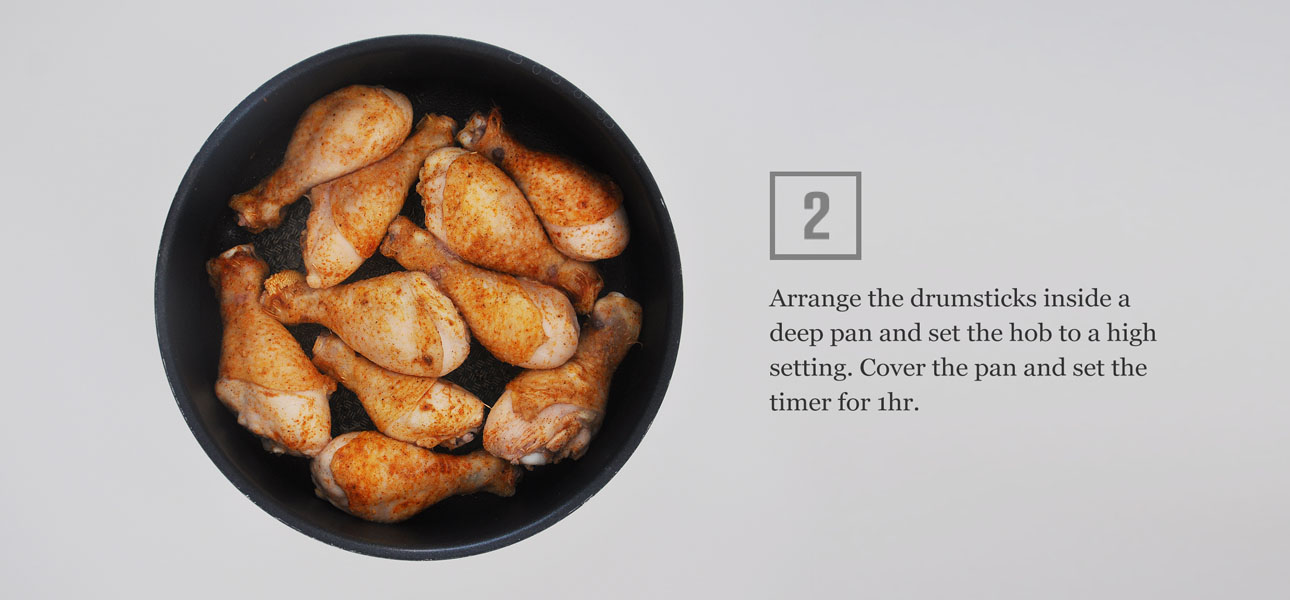 2
Arrange the drumsticks inside a
deep pan and set the hob to a high
setting. Cover the pan and set the
timer for 1hr.